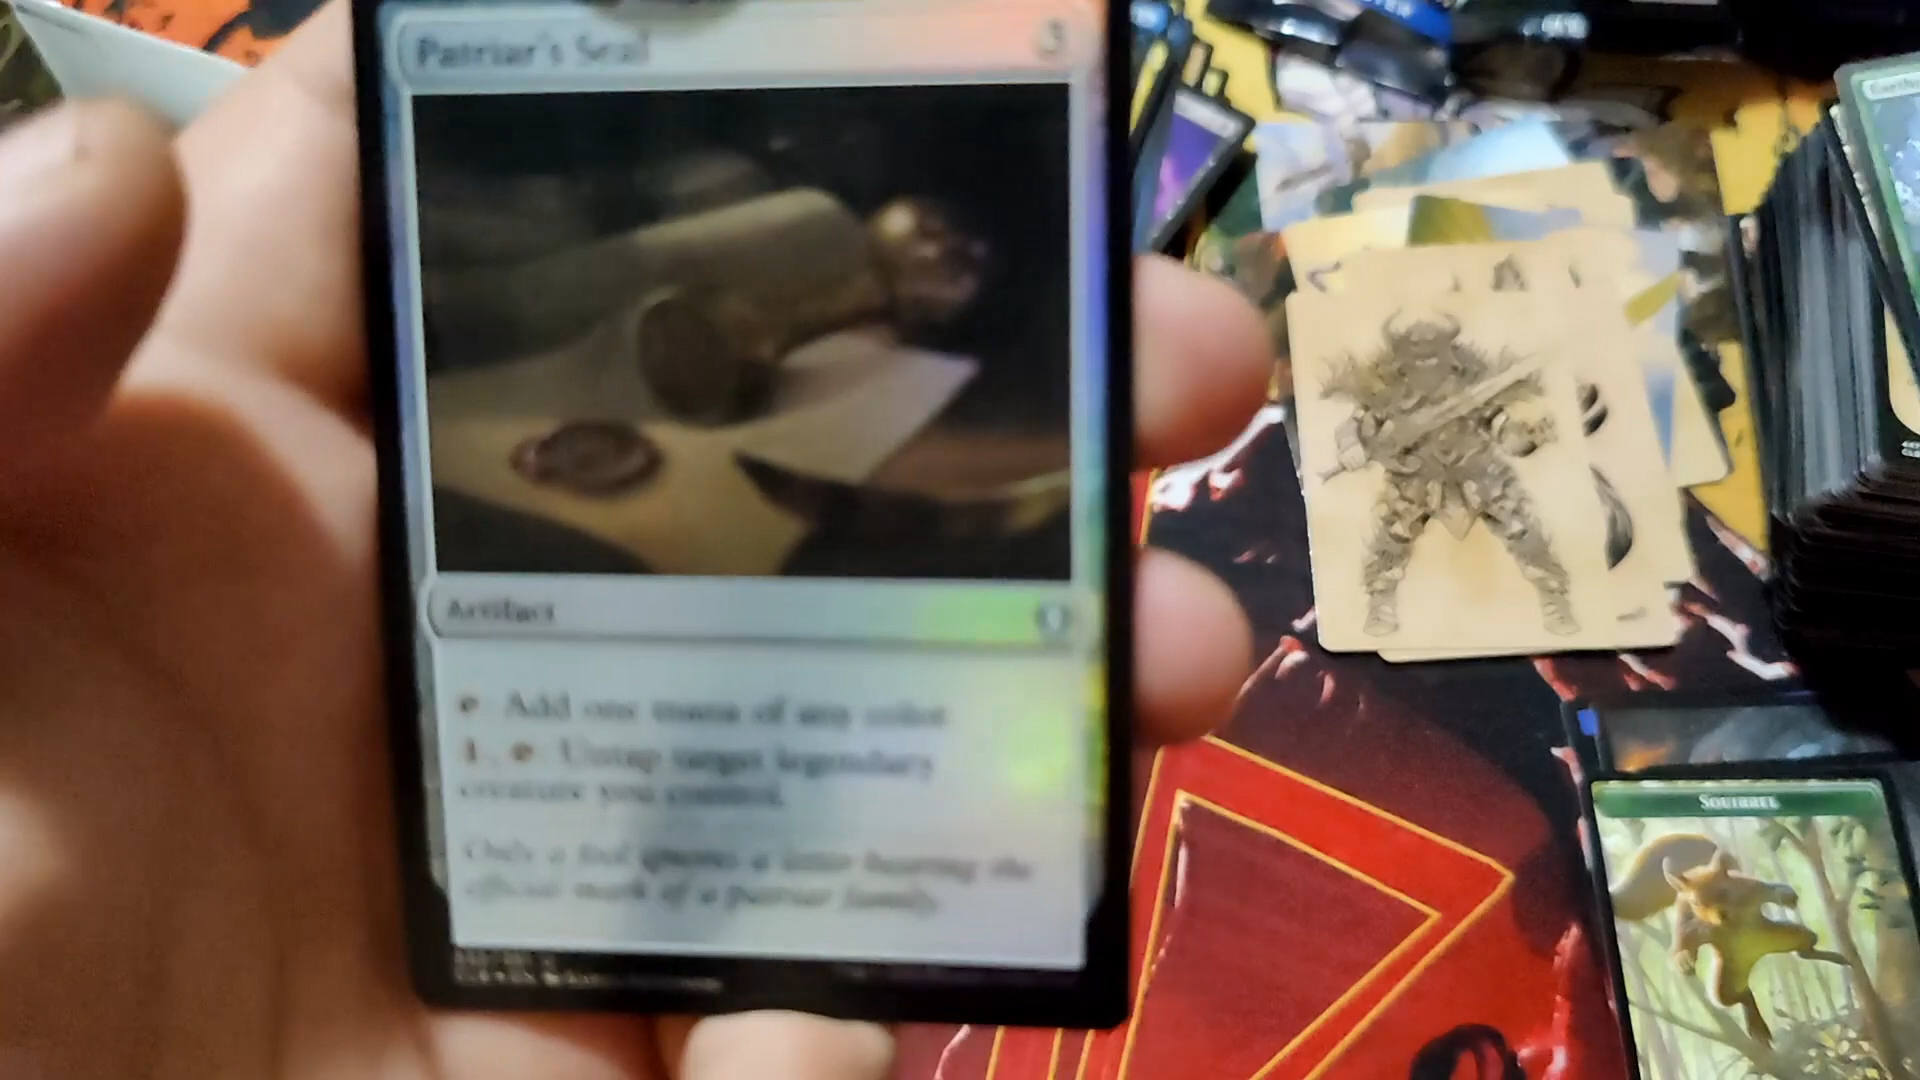 Patriar's Seal 3
Artifact
Add one mana of any color
1, Untap target legendary
creature you control.
Only a fool ignores a letter bearing the
official mark of a patriar family.
SQUIRREL